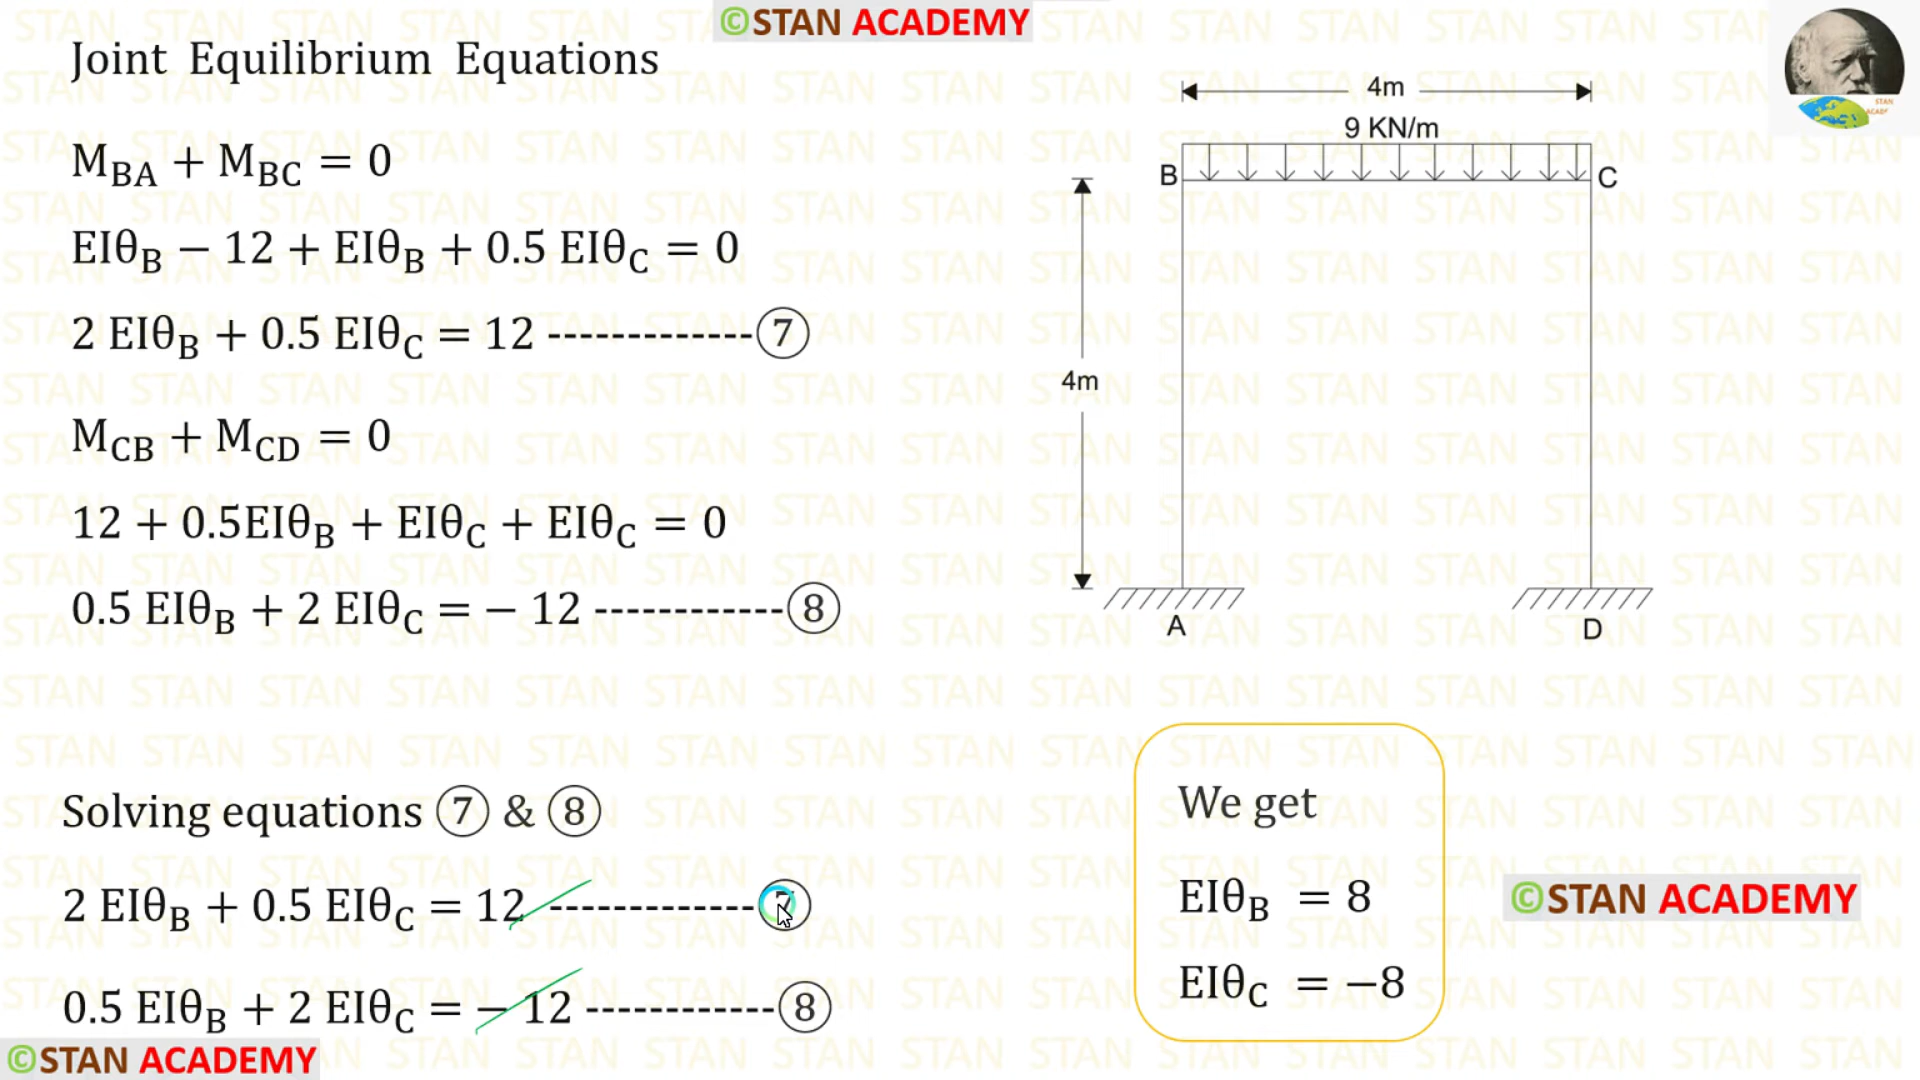 ©STAN ACADEMY
Joint Equilibrium Equations
M_BA + M_BC = 0
EIθ_B − 12 + EIθ_B + 0.5 EIθ_C = 0
2 EIθ_B + 0.5 EIθ_C = 12 -------------⑦
M_CB + M_CD = 0
12 + 0.5EIθ_B + EIθ_C + EIθ_C = 0
0.5 EIθ_B + 2 EIθ_C = − 12 ------------⑧
4m
9 KN/m
B
C
4m
A
D
STAN
ACADY
Solving equations ⑦ & ⑧
2 EIθ_B + 0.5 EIθ_C = 12 -------------⑦
0.5 EIθ_B + 2 EIθ_C = − 12 ------------⑧
We get
EIθ_B = 8
EIθ_C = −8
©STAN ACADEMY
©STAN ACADEMY